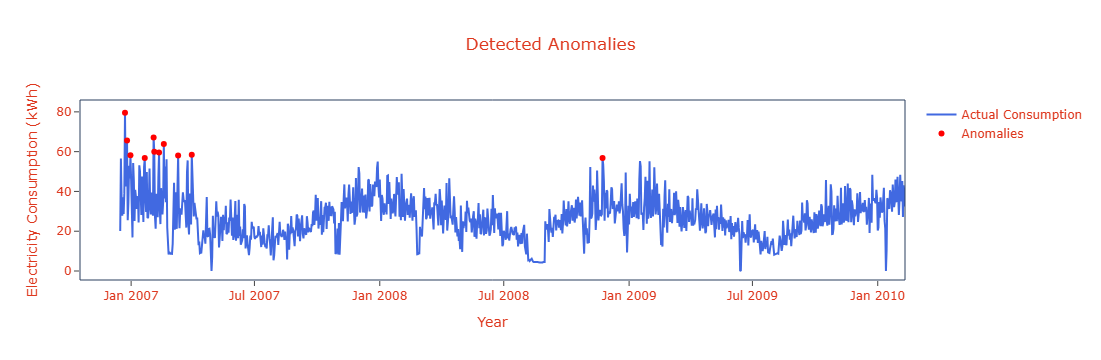 Detected Anomalies
Electricity Consumption (kWh)
80
60
40
20
0
Jan 2007 Jul 2007 Jan 2008 Jul 2008 Jan 2009 Jul 2009 Jan 2010
Year
Actual Consumption
Anomalies